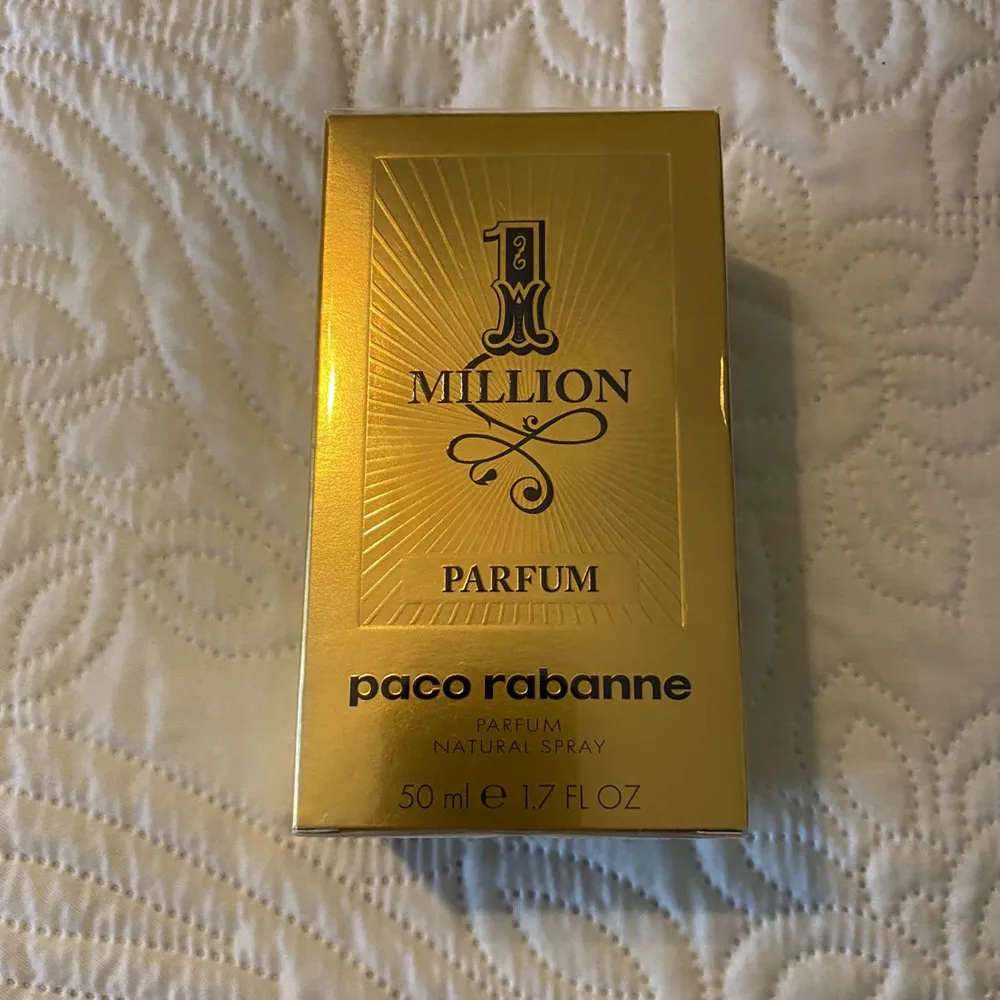 1
MILLION
PARFUM
paco rabanne
PARFUM
NATURAL SPRAY
50 ml ℮ 1.7 FL OZ